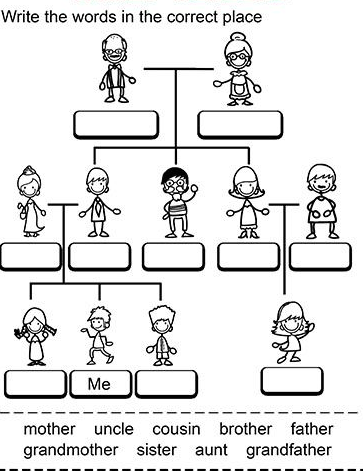 Write the words in the correct place
Me
mother uncle cousin brother father
grandmother sister aunt grandfather